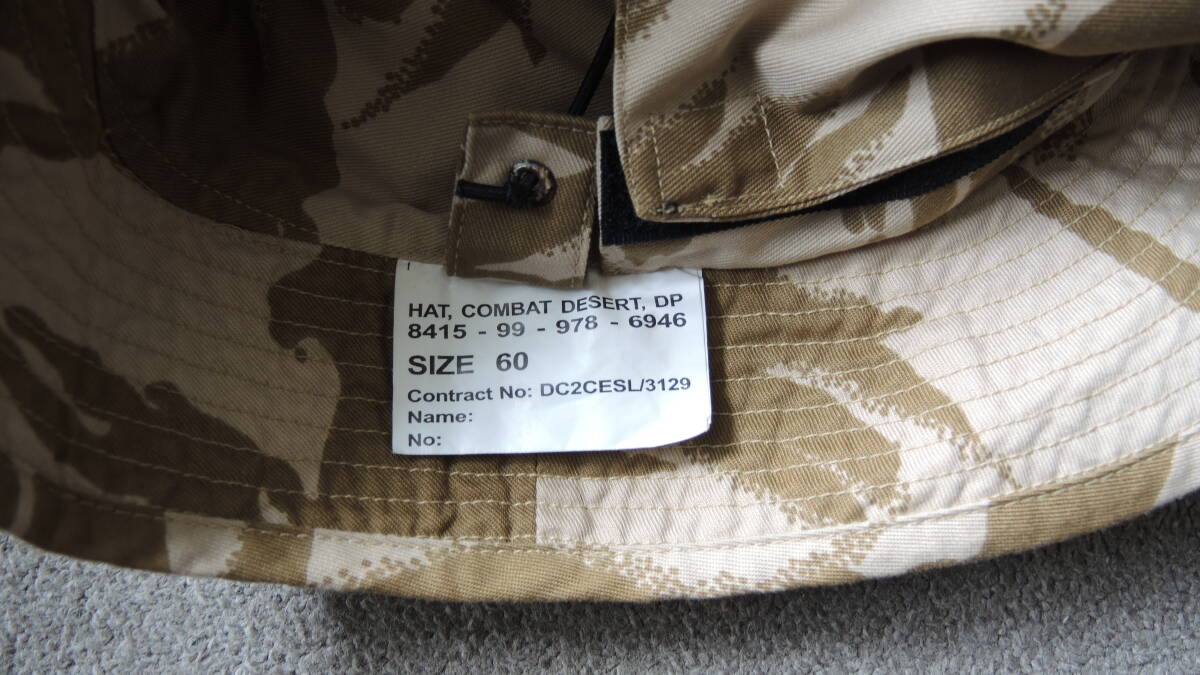 HAT, COMBAT DESERT, DP
8415 - 99 - 978 - 6946
SIZE 60
Contract No: DC2CESL/3129
Name:
No: